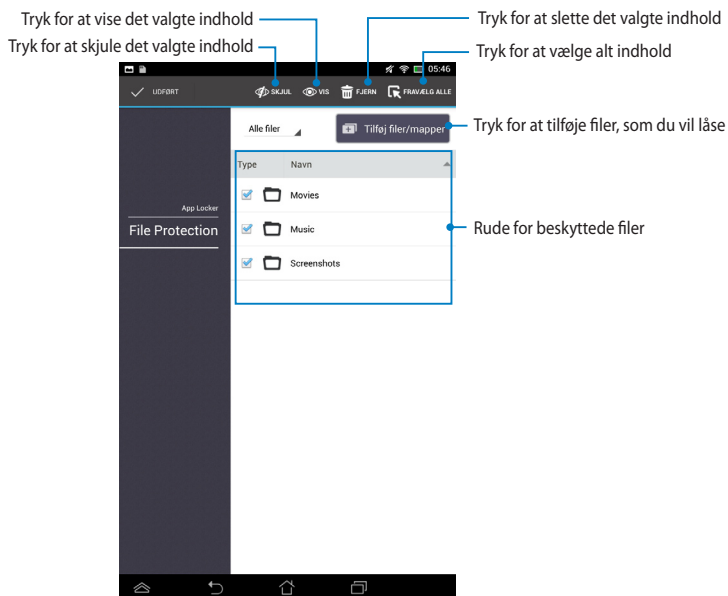 Tryk for at vise det valgte indhold
Tryk for at slette det valgte indhold
Tryk for at skjule det valgte indhold
Tryk for at vælge alt indhold
05:46
UDFØRT
SKJUL
VIS
FJERN
FRAVÆLG ALLE
Alle filer
Tilføj filer/mapper
Tryk for at tilføje filer, som du vil låse
Type Navn
Movies
App Locker
File Protection
Music
Rude for beskyttede filer
Screenshots